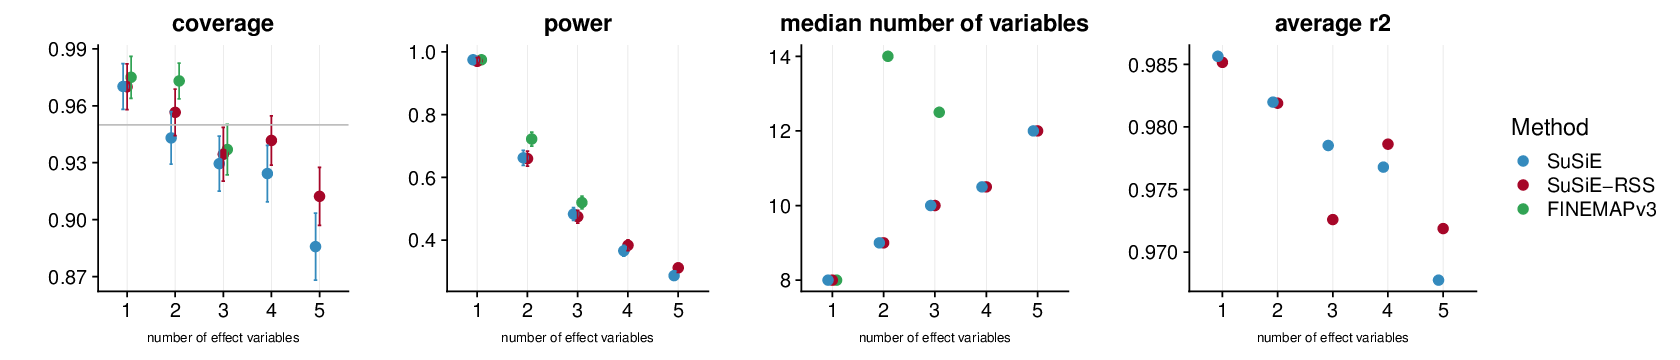 coverage
0.99
0.96
0.93
0.90
0.87
1 2 3 4 5
number of effect variables
power
1.0
0.8
0.6
0.4
1 2 3 4 5
number of effect variables
median number of variables
14
12
10
8
1 2 3 4 5
number of effect variables
average r2
0.985
0.980
0.975
0.970
1 2 3 4 5
number of effect variables
Method
SuSiE
SuSiE−RSS
FINEMAPv3